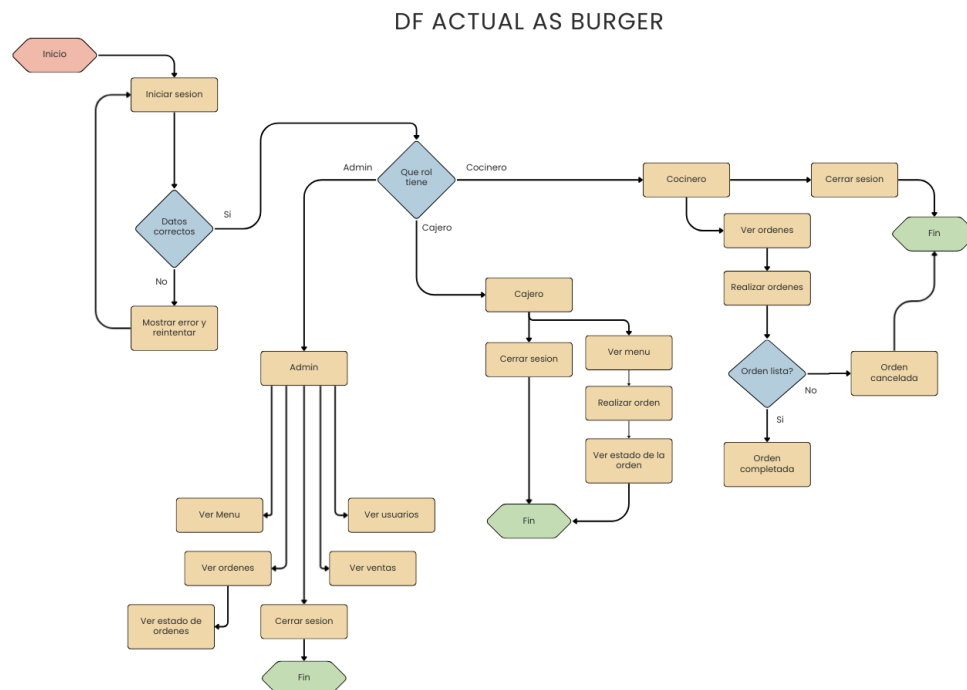 DF ACTUAL AS BURGER
Inicio
Iniciar sesion
Datos
correctos
Si
No
Mostrar error y
reintentar
Que rol
tiene
Admin
Cocinero
Cajero
Cocinero
Cerrar sesion
Fin
Ver ordenes
Realizar ordenes
Orden lista?
No
Orden
cancelada
Si
Orden
completada
Cajero
Cerrar sesion
Ver menu
Realizar orden
Ver estado de la
orden
Fin
Admin
Ver Menu
Ver usuarios
Ver ordenes
Ver ventas
Ver estado de
ordenes
Cerrar sesion
Fin